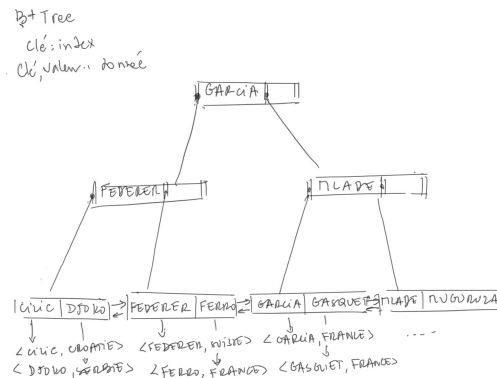 B+ Tree
Clé : index
Clé, valeur : donnée
GARCIA
FEDERER
MLADE
CILIC DJOKO FEDERER FERRO GARCIA GASQUET MLADE MUGURUZA
<CILIC, CROATIE> <FEDERER, SUISSE> <GARCIA, FRANCE> ....
<DJOKO, SERBIE> <FERRO, FRANCE> <GASQUET, FRANCE>